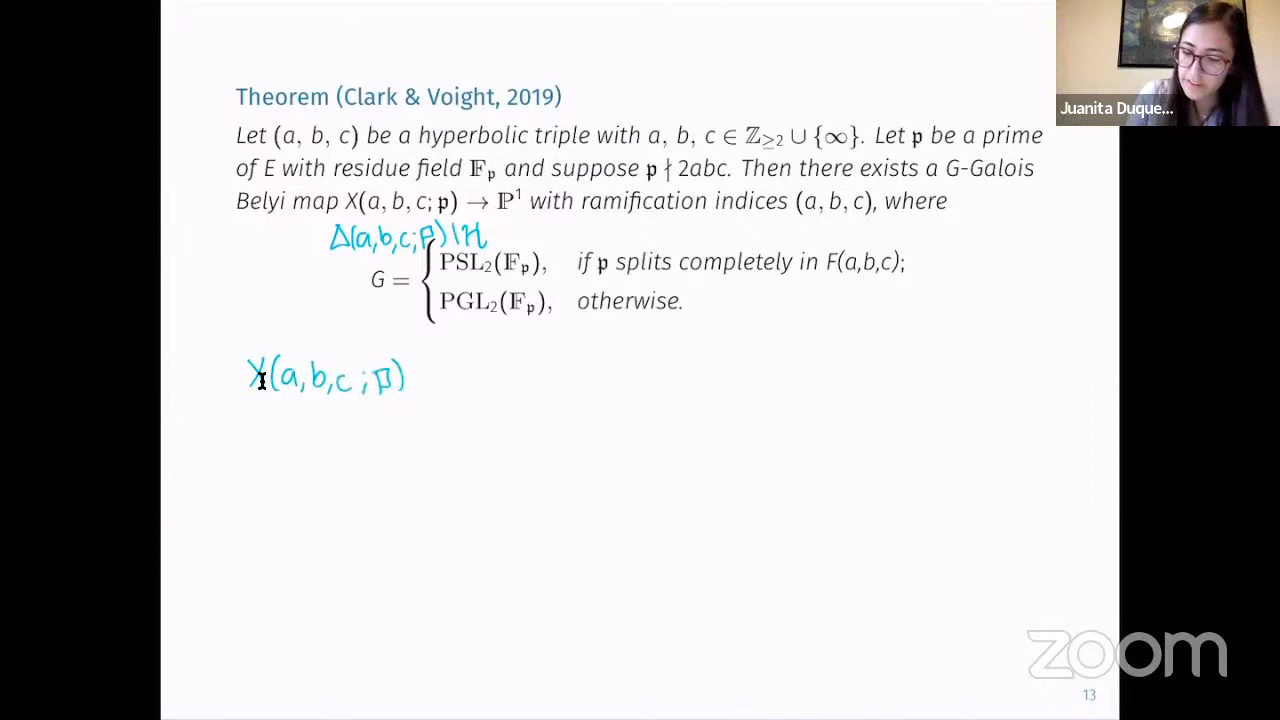 Theorem (Clark & Voight, 2019)
Let (a, b, c) be a hyperbolic triple with a, b, c ∈ ℤ≥2 ∪ {∞}. Let 𝔭 be a prime
of E with residue field 𝔽𝔭 and suppose 𝔭 ∤ 2abc. Then there exists a G-Galois
Belyi map X(a, b, c; 𝔭) → ℙ¹ with ramification indices (a, b, c), where
Δ(a,b,c;𝔭)\ℋ
G = { PSL₂(𝔽𝔭), if 𝔭 splits completely in F(a,b,c);
PGL₂(𝔽𝔭), otherwise.
X(a,b,c;𝔭)
Juanita Duque...
zoom
13